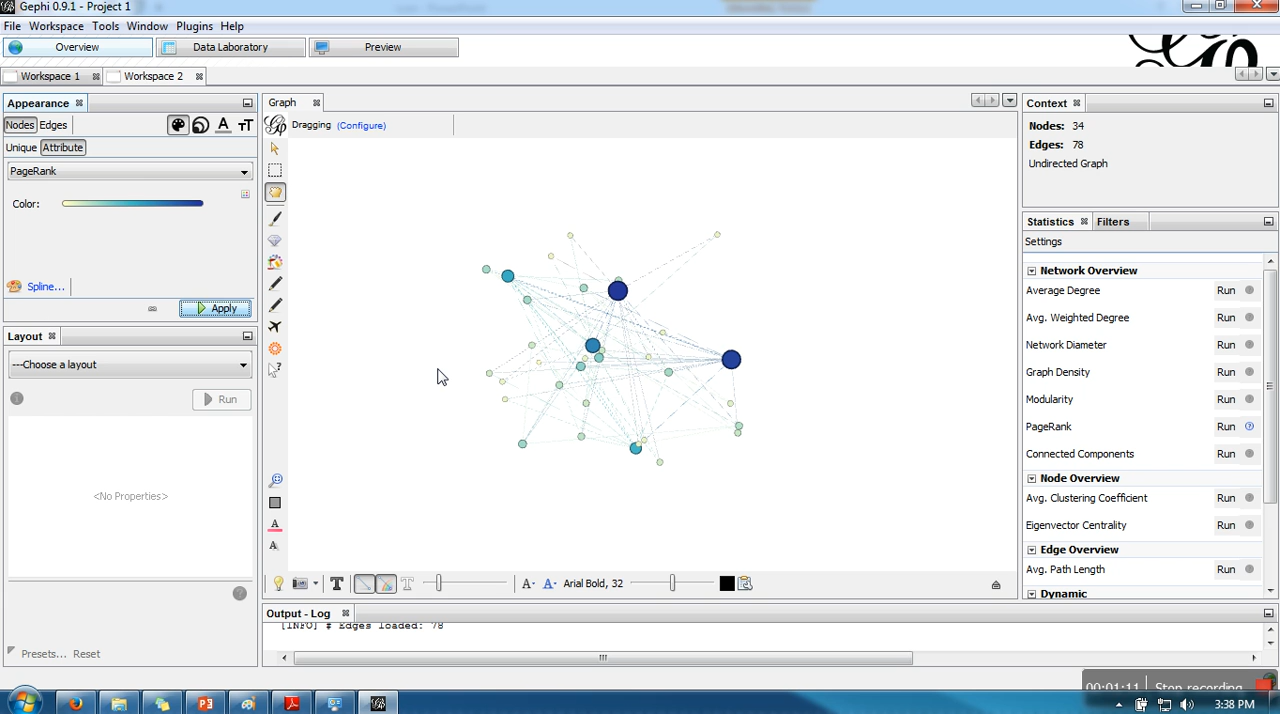 Gephi 0.9.1 - Project 1
File Workspace Tools Window Plugins Help
Overview Data Laboratory Preview
Workspace 1 Workspace 2
Appearance
Nodes Edges
Unique Attribute
PageRank
Color:
Spline...
Apply
Layout
---Choose a layout
Run
<No Properties>
Presets... Reset
Graph
Dragging (Configure)
Arial Bold, 32
Output - Log
[INFO] # Edges loaded: 78
Context
Nodes: 34
Edges: 78
Undirected Graph
Statistics Filters
Settings
Network Overview
Average Degree Run
Avg. Weighted Degree Run
Network Diameter Run
Graph Density Run
Modularity Run
PageRank Run
Connected Components Run
Node Overview
Avg. Clustering Coefficient Run
Eigenvector Centrality Run
Edge Overview
Avg. Path Length Run
Dynamic
00:01:11 Stop recording
3:38 PM